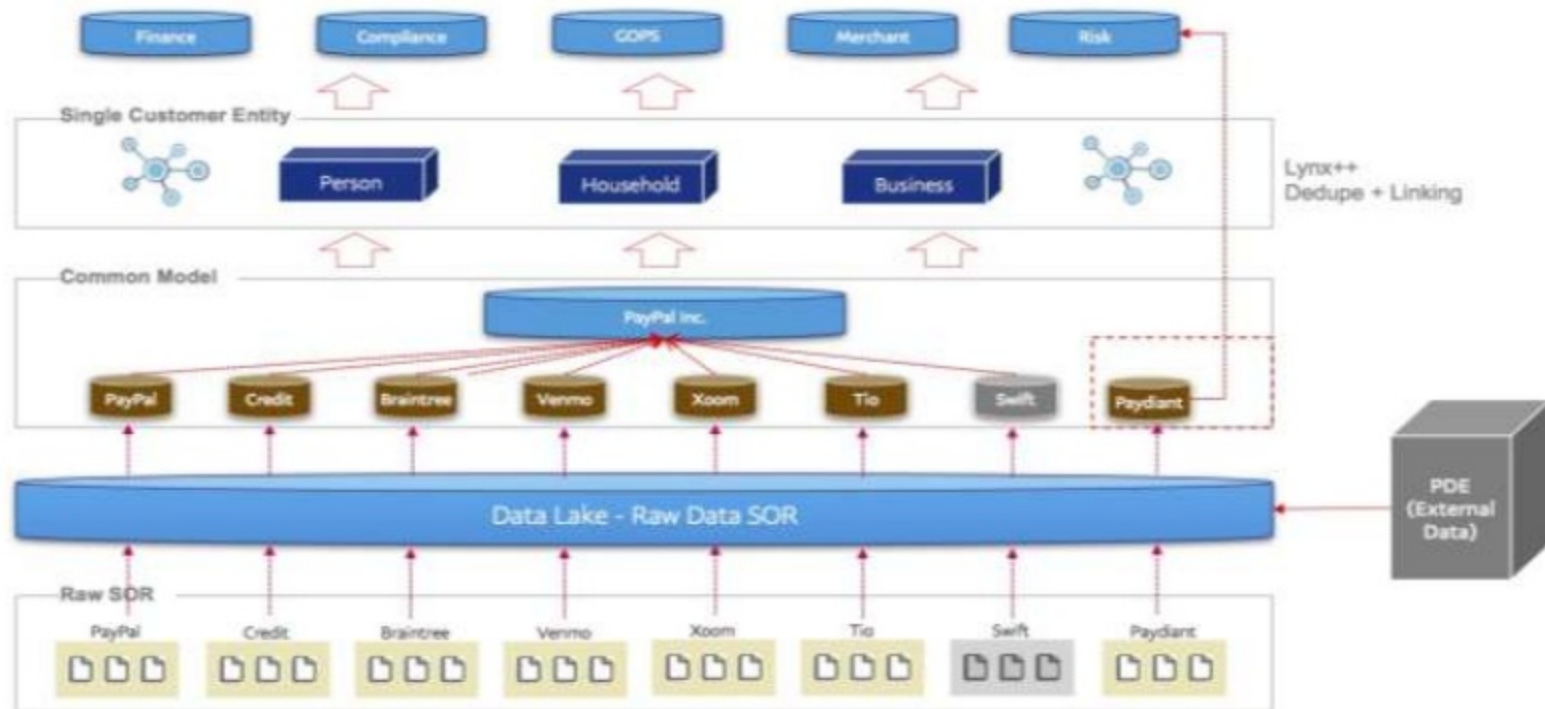 Finance
Compliance
GOPS
Merchant
Risk
Single Customer Entity
Person
Household
Business
Lynx++
Dedupe + Linking
Common Model
PayPal Inc.
PayPal
Credit
Braintree
Venmo
Xoom
Tio
Swift
Paydiant
PDE
(External
Data)
Data Lake - Raw Data SOR
Raw SOR
PayPal
Credit
Braintree
Venmo
Xoom
Tio
Swift
Paydiant